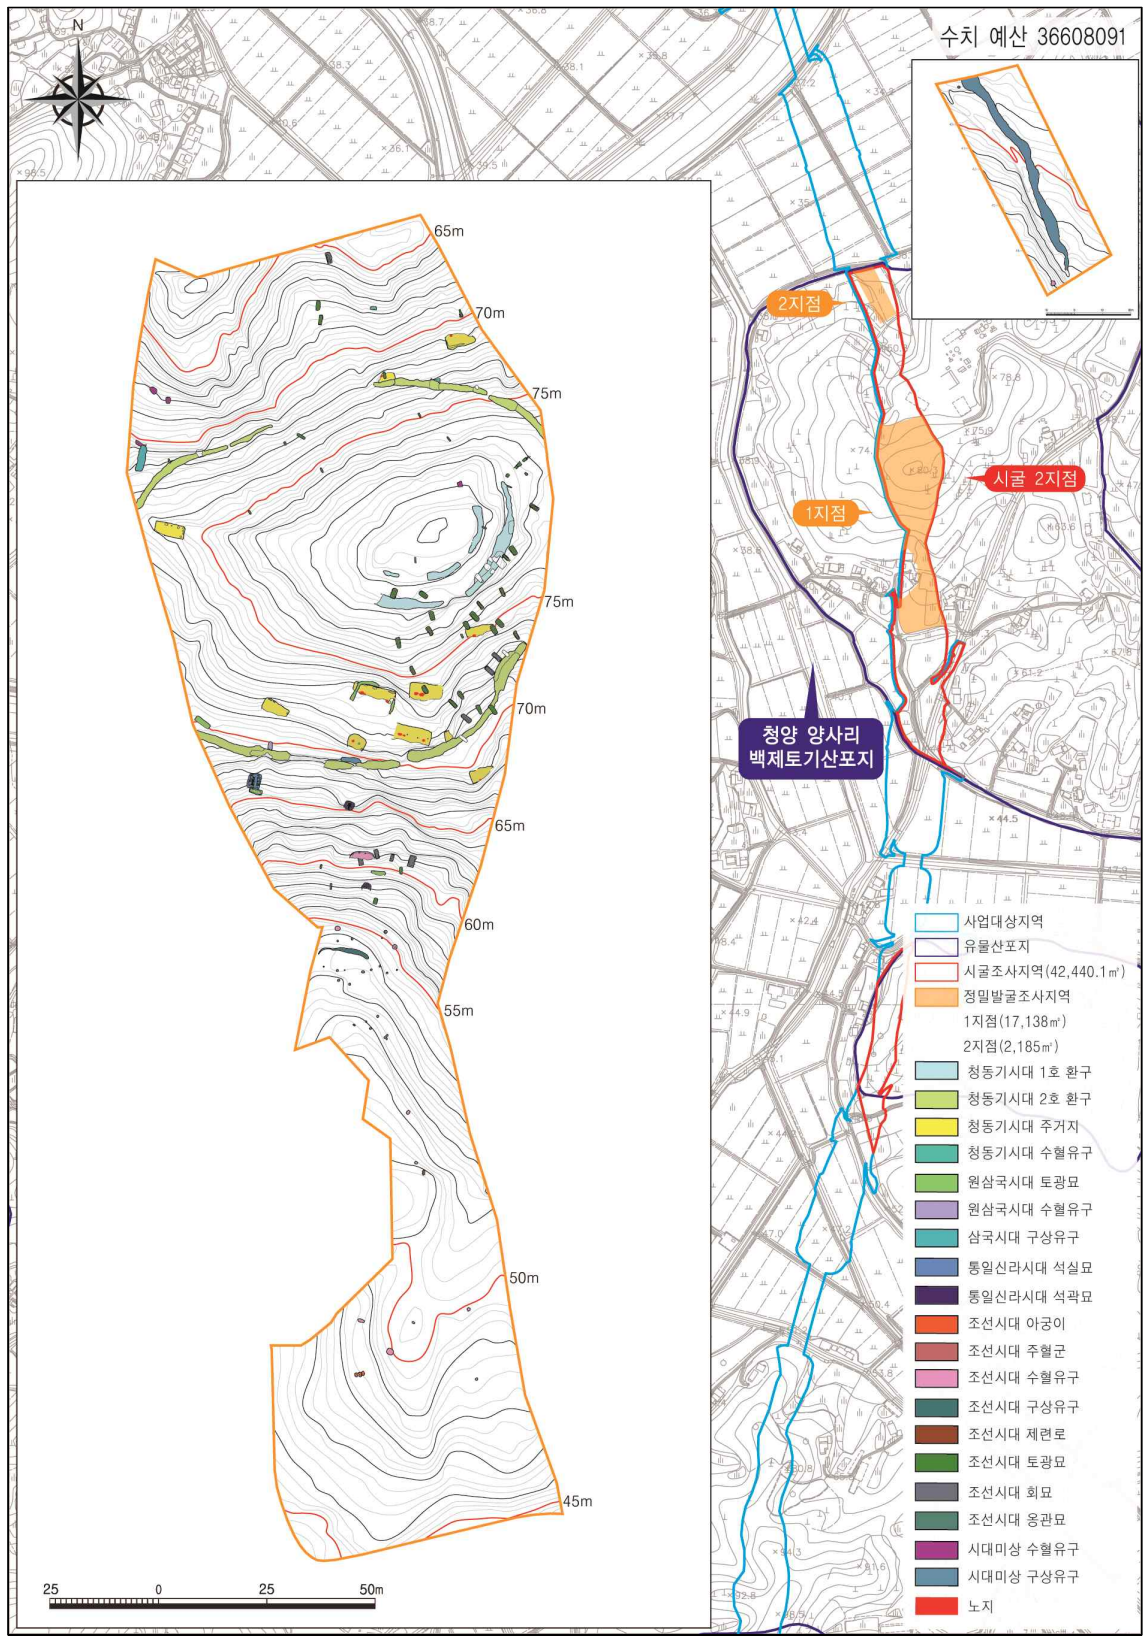 수치 예산 36608091
N
65m
70m
75m
75m
70m
65m
60m
55m
50m
45m
25 0 25 50m
2지점
1지점
시굴 2지점
청양 양사리
백제토기산포지
사업대상지역
유물산포지
시굴조사지역(42,440.1㎡)
정밀발굴조사지역
1지점(17,138㎡)
2지점(2,185㎡)
청동기시대 1호 환구
청동기시대 2호 환구
청동기시대 주거지
청동기시대 수혈유구
원삼국시대 토광묘
원삼국시대 수혈유구
삼국시대 구상유구
통일신라시대 석실묘
통일신라시대 석곽묘
조선시대 아궁이
조선시대 주혈군
조선시대 수혈유구
조선시대 구상유구
조선시대 제련로
조선시대 토광묘
조선시대 회묘
조선시대 옹관묘
시대미상 수혈유구
시대미상 구상유구
노지